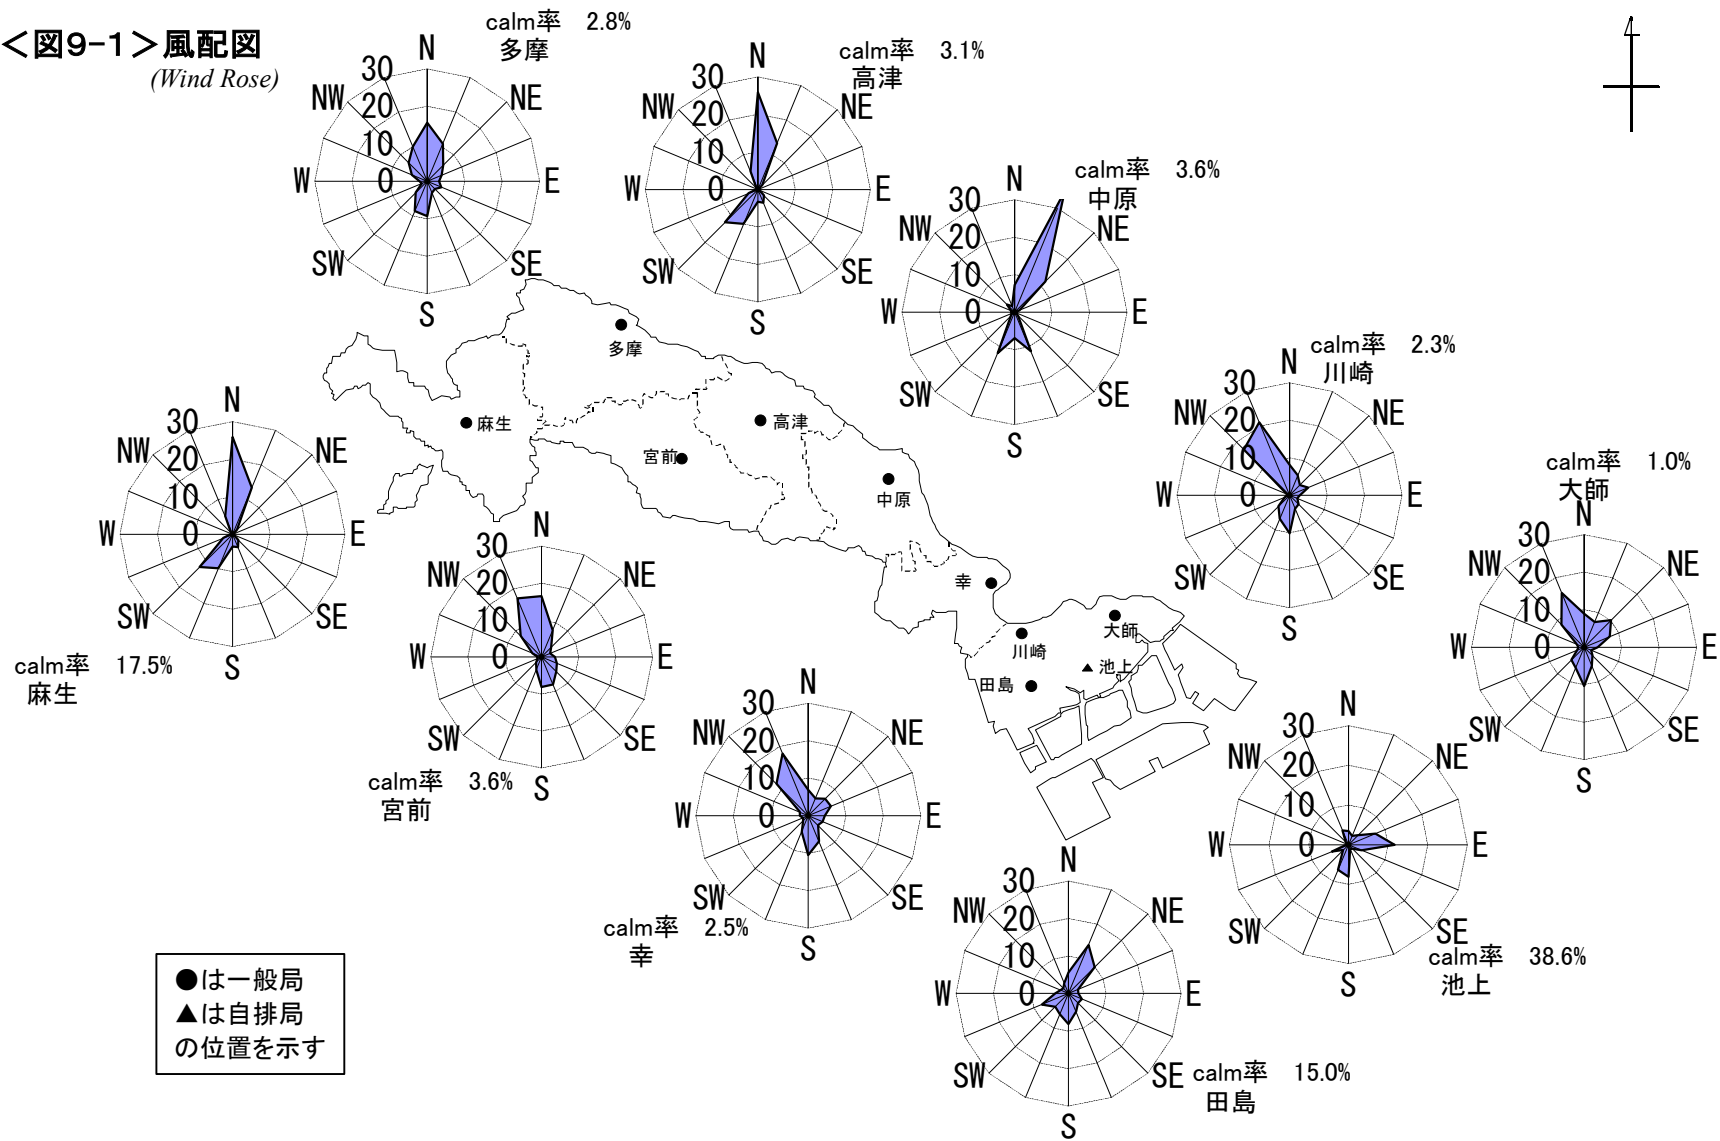 ＜図9-1＞風配図
(Wind Rose)
calm率 2.8%
多摩
N
NE
E
SE
S
SW
W
NW
30
20
10
0
calm率 3.1%
高津
N
NE
E
SE
S
SW
W
NW
30
20
10
0
calm率 3.6%
中原
N
NE
E
SE
S
SW
W
NW
30
20
10
0
calm率 2.3%
川崎
N
NE
E
SE
S
SW
W
NW
30
20
10
0
calm率 1.0%
大師
N
NE
E
SE
S
SW
W
NW
30
20
10
0
calm率 17.5%
麻生
N
NE
E
SE
S
SW
W
NW
30
20
10
0
calm率 3.6%
宮前
N
NE
E
SE
S
SW
W
NW
30
20
10
0
calm率 2.5%
幸
N
NE
E
SE
S
SW
W
NW
30
20
10
0
calm率 15.0%
田島
N
NE
E
SE
S
SW
W
NW
30
20
10
0
calm率 38.6%
池上
N
NE
E
SE
S
SW
W
NW
30
20
10
0
多摩
麻生
高津
宮前
中原
幸
大師
川崎
池上
田島
●は一般局
▲は自排局
の位置を示す